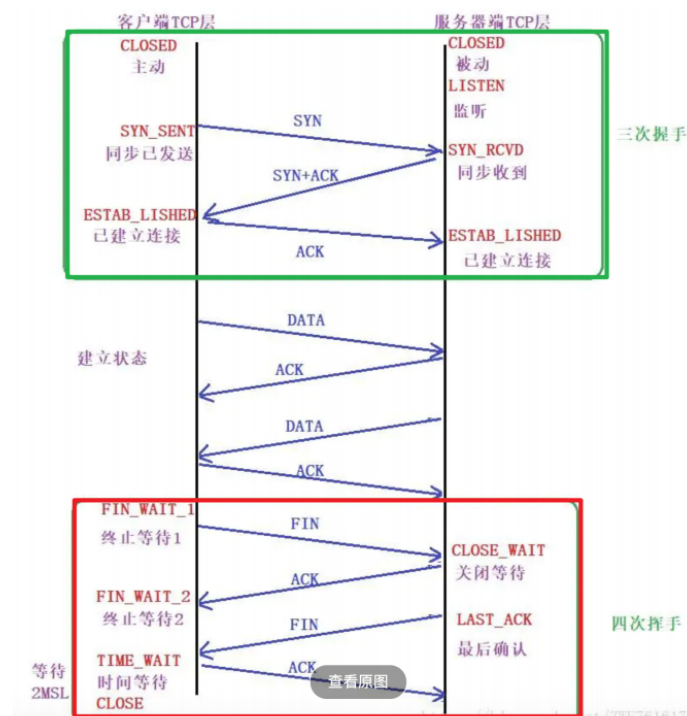 客户端TCP层
服务器端TCP层
CLOSED
主动
CLOSED
被动
LISTEN
监听
SYN
SYN_SENT
同步已发送
SYN_RCVD
同步收到
三次握手
SYN+ACK
ESTAB_LISHED
已建立连接
ACK
ESTAB_LISHED
已建立连接
DATA
建立状态
ACK
DATA
ACK
FIN_WAIT_1
终止等待1
FIN
CLOSE_WAIT
关闭等待
ACK
FIN_WAIT_2
终止等待2
FIN
LAST_ACK
最后确认
四次挥手
TIME_WAIT
时间等待
等待
2MSL
ACK
查看原图
CLOSE